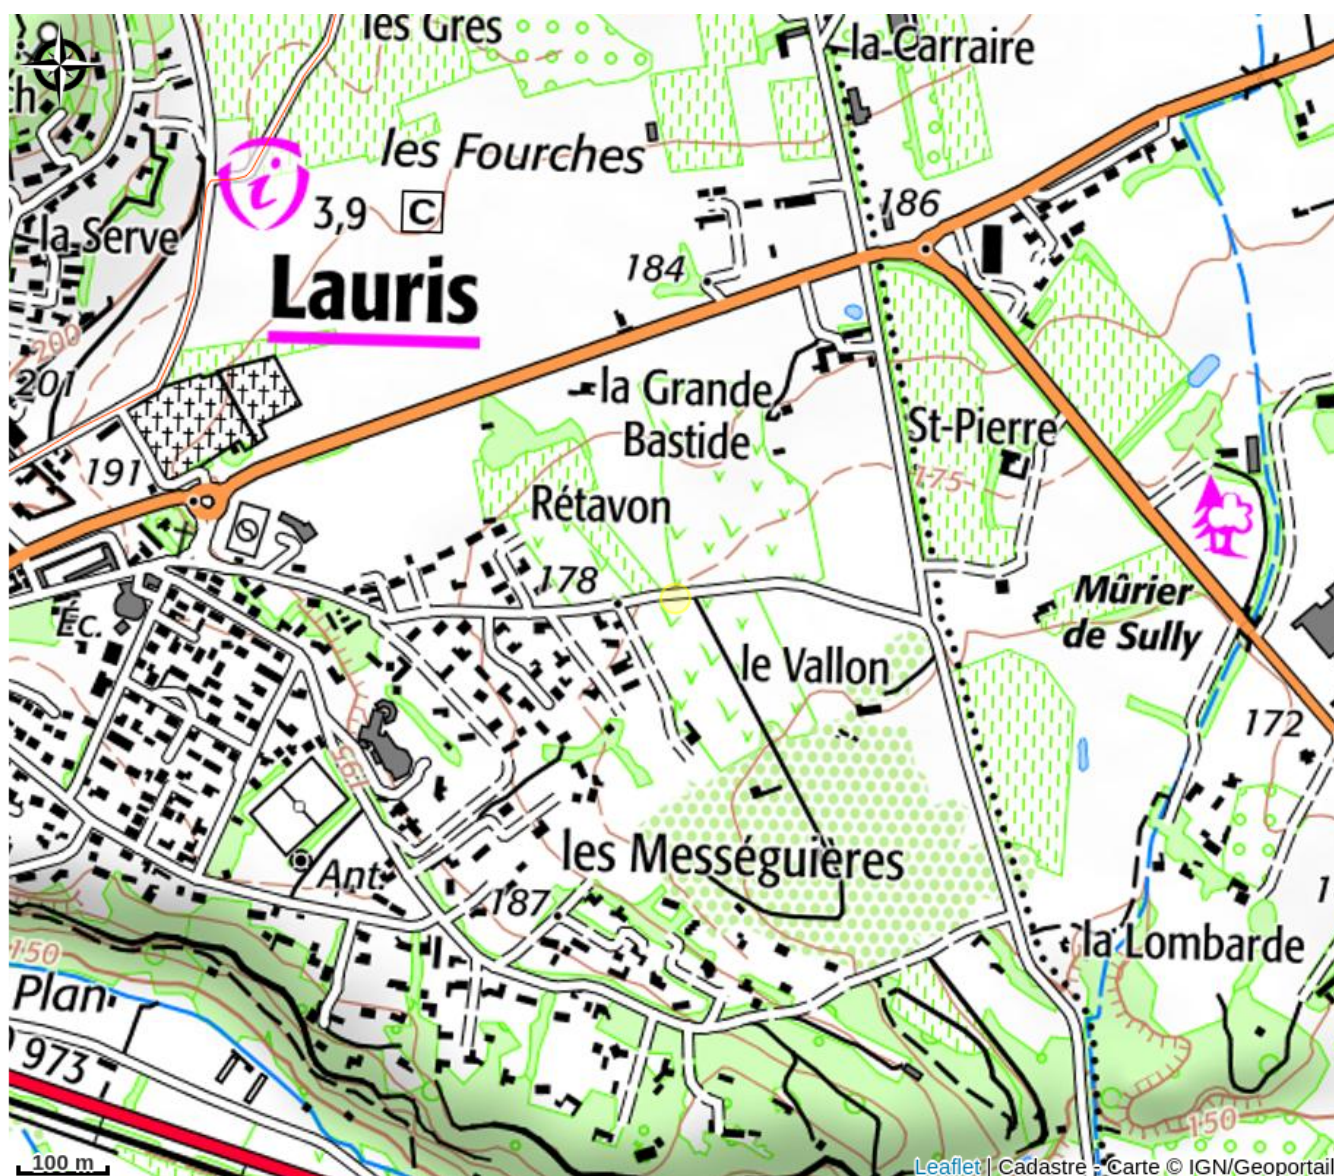 les Grès
la Carraire
ch
les Fourches
i
3,9
C
186
la Serve
184
Lauris
200
201
la Grande
Bastide
St-Pierre
191
175
Rétavon
178
Mûrier
de Sully
Éc.
le Vallon
172
195
les Mességuières
Ant.
187
1
la Lombarde
150
Plan
973
150
100 m
Leaflet | Cadastre - Carte © IGN/Geoportail